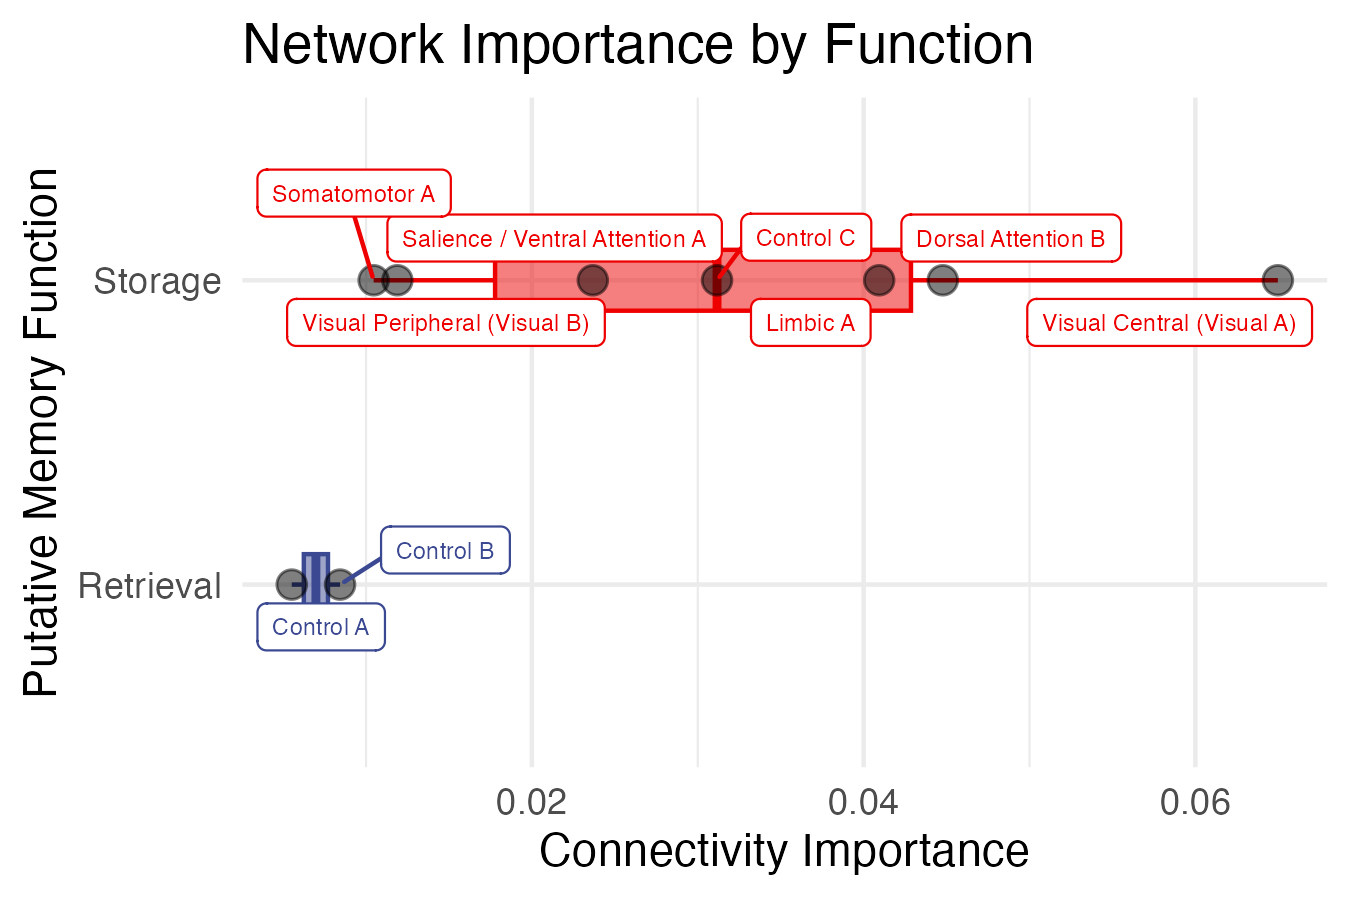 Network Importance by Function
Putative Memory Function
Storage
Somatomotor A
Salience / Ventral Attention A
Control C
Dorsal Attention B
Visual Peripheral (Visual B)
Limbic A
Visual Central (Visual A)
Retrieval
Control B
Control A
0.02
0.04
0.06
Connectivity Importance